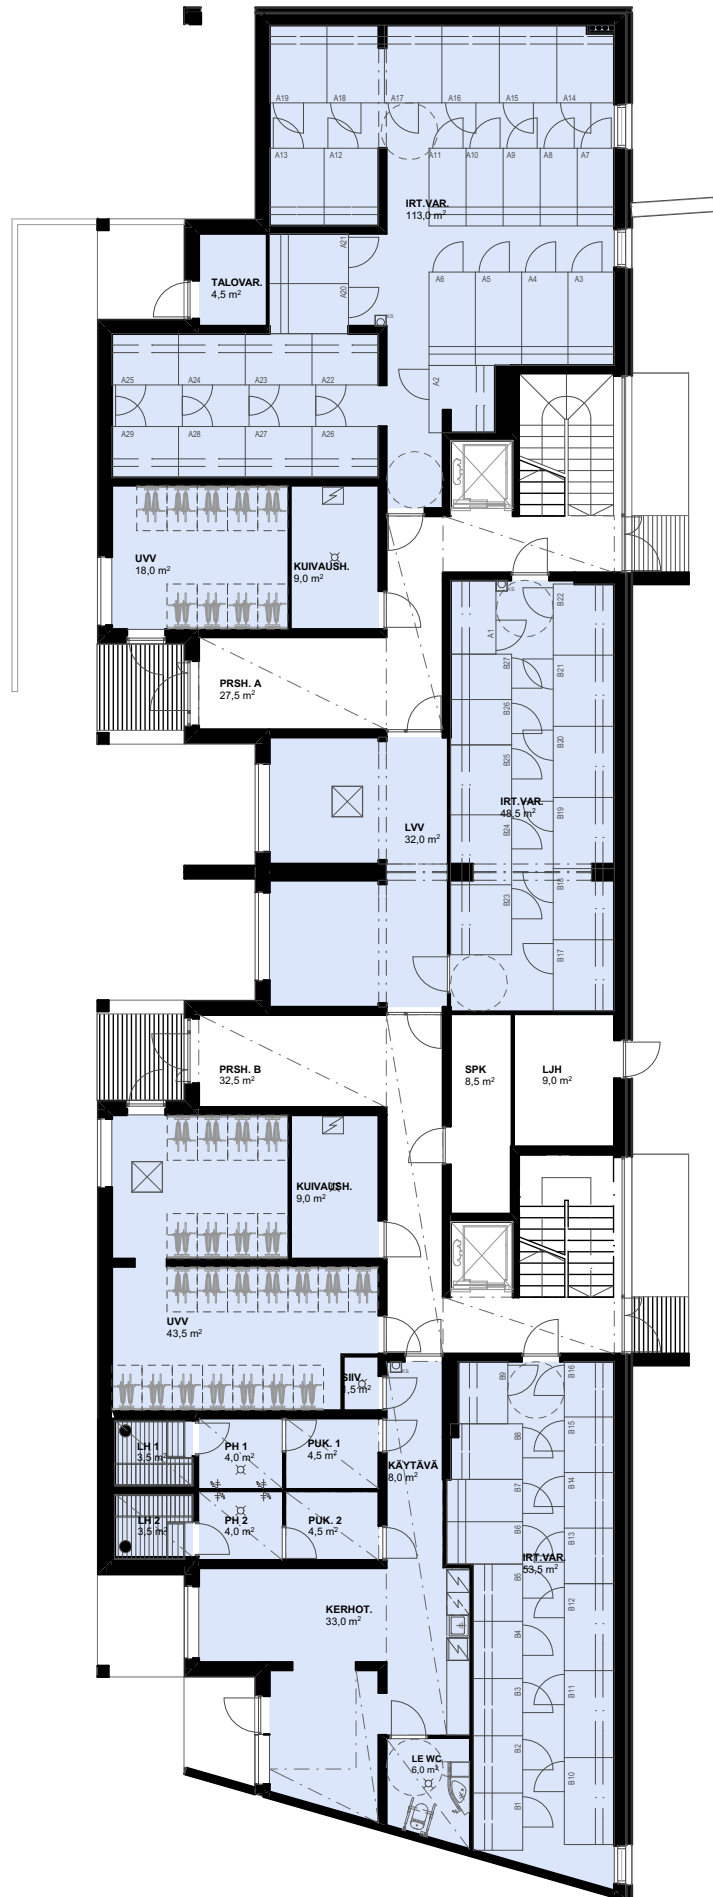 A19 A18 A17 A16 A15 A14
A13 A12 A11 A10 A9 A8 A7
IRT.VAR.
113,0 m²
A21
A20
TALOVAR.
4,5 m²
A6 A5 A4 A3
KS
A2
A25 A24 A23 A22
A29 A28 A27 A26
UVV
18,0 m²
KUIVAUSH.
9,0 m²
KS
B22
A1
B27
B21
B26
B20
B25
IRT.VAR.
48,5 m²
B19
B24
B18
B23
B17
PRSH. A
27,5 m²
LVV
32,0 m²
PRSH. B
32,5 m²
SPK
8,5 m²
LJH
9,0 m²
KUIVAUSH.
9,0 m²
UVV
43,5 m²
SIIV.
1,5 m²
KS
B9
B16
B15
B8
B14
B7
B13
B6
IRT.VAR.
53,5 m²
B5
B12
B4
B11
B3
B2
B10
B1
LH 1
3,5 m²
PH 1
4,0 m²
PUK. 1
4,5 m²
KÄYTÄVÄ
8,0 m²
LH 2
3,5 m²
PH 2
4,0 m²
PUK. 2
4,5 m²
KERHOT.
33,0 m²
LE WC
6,0 m²